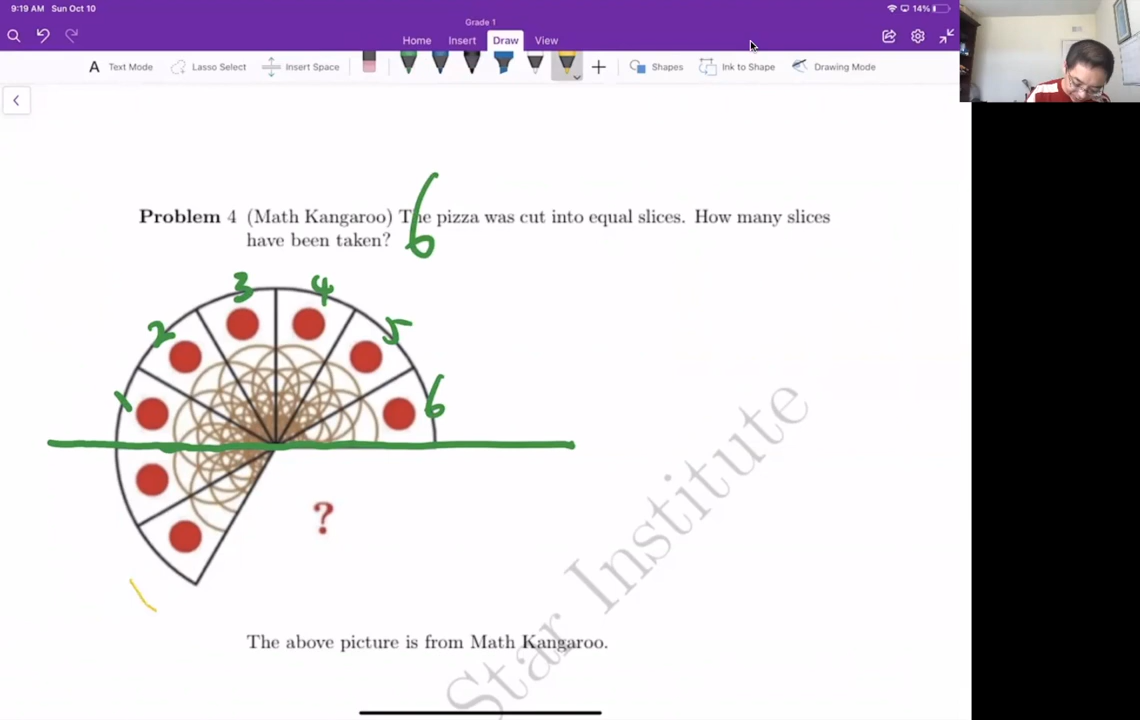 9:19 AM Sun Oct 10
14%
Grade 1
Home Insert Draw View
A Text Mode Lasso Select Insert Space Shapes Ink to Shape Drawing Mode
6
Problem 4 (Math Kangaroo) The pizza was cut into equal slices. How many slices
have been taken?
3 4
2 5
1 6
?
The above picture is from Math Kangaroo.
Star Institute